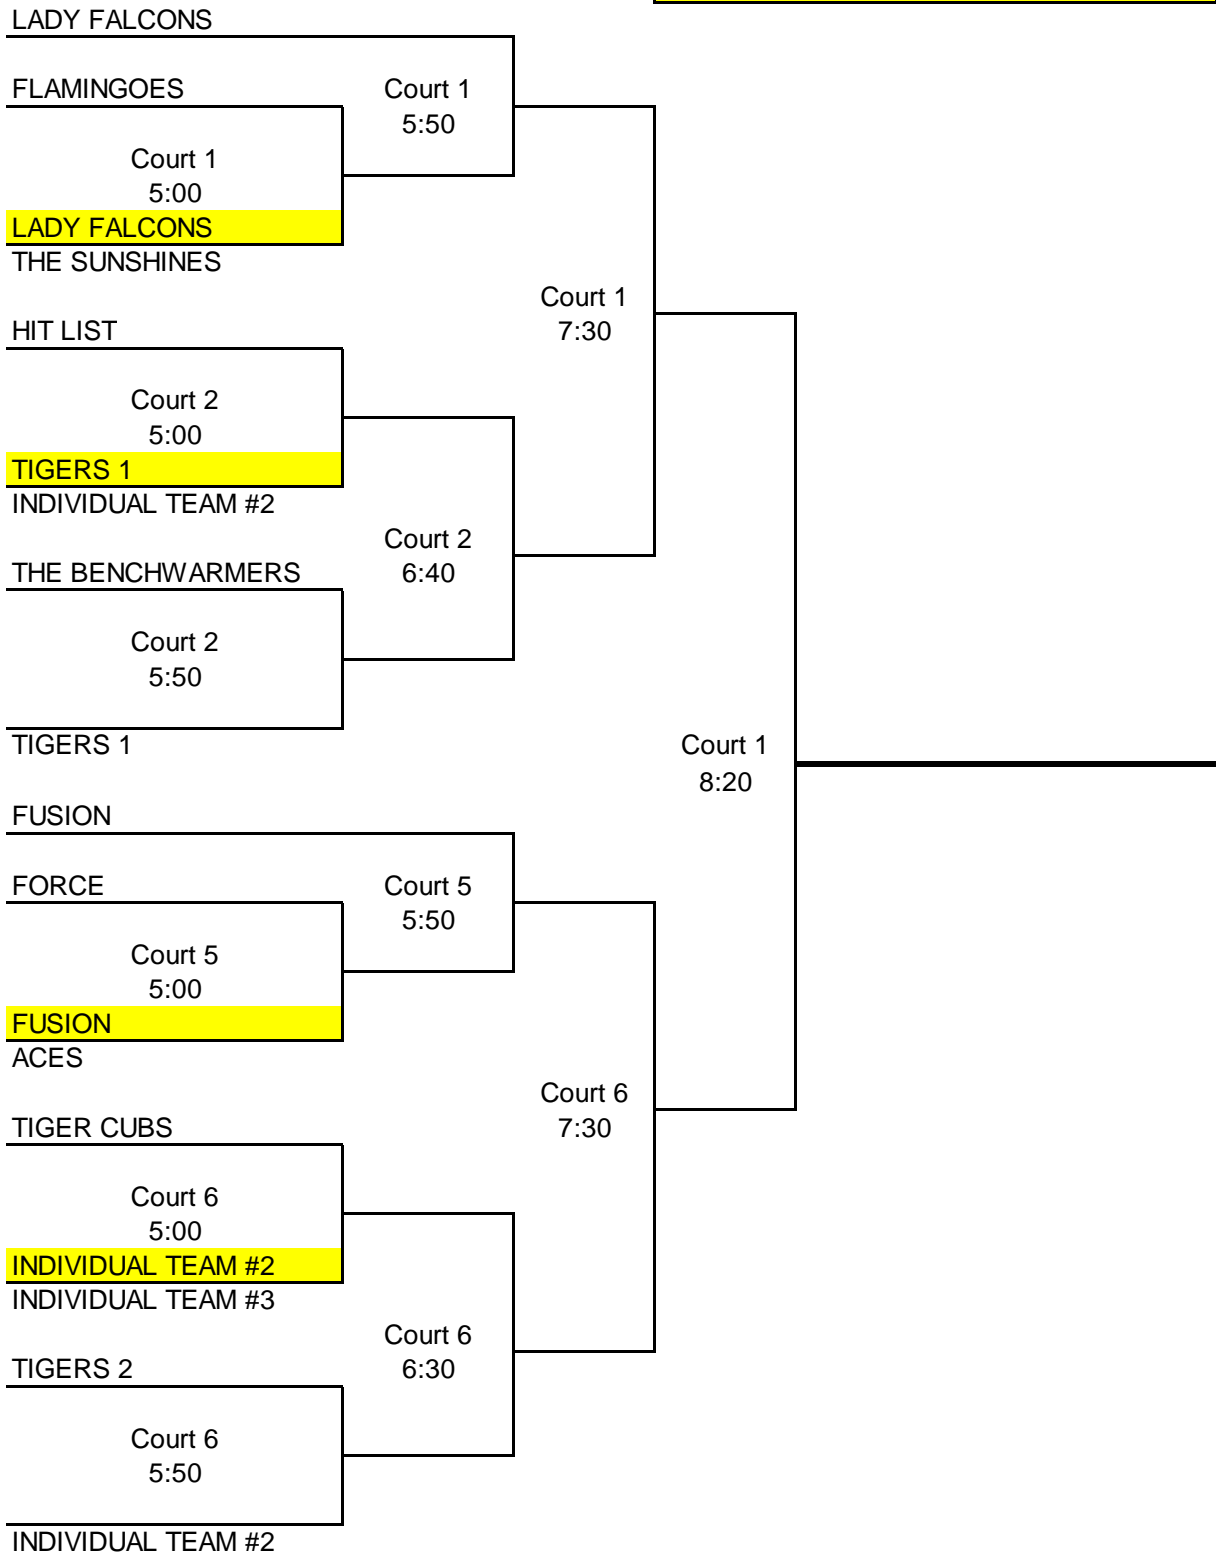 LADY FALCONS
FLAMINGOES
Court 1
5:50
Court 1
5:00
LADY FALCONS
THE SUNSHINES
Court 1
7:30
HIT LIST
Court 2
5:00
TIGERS 1
INDIVIDUAL TEAM #2
Court 2
6:40
THE BENCHWARMERS
Court 2
5:50
TIGERS 1
Court 1
8:20
FUSION
FORCE
Court 5
5:50
Court 5
5:00
FUSION
ACES
Court 6
7:30
TIGER CUBS
Court 6
5:00
INDIVIDUAL TEAM #2
INDIVIDUAL TEAM #3
Court 6
6:30
TIGERS 2
Court 6
5:50
INDIVIDUAL TEAM #2